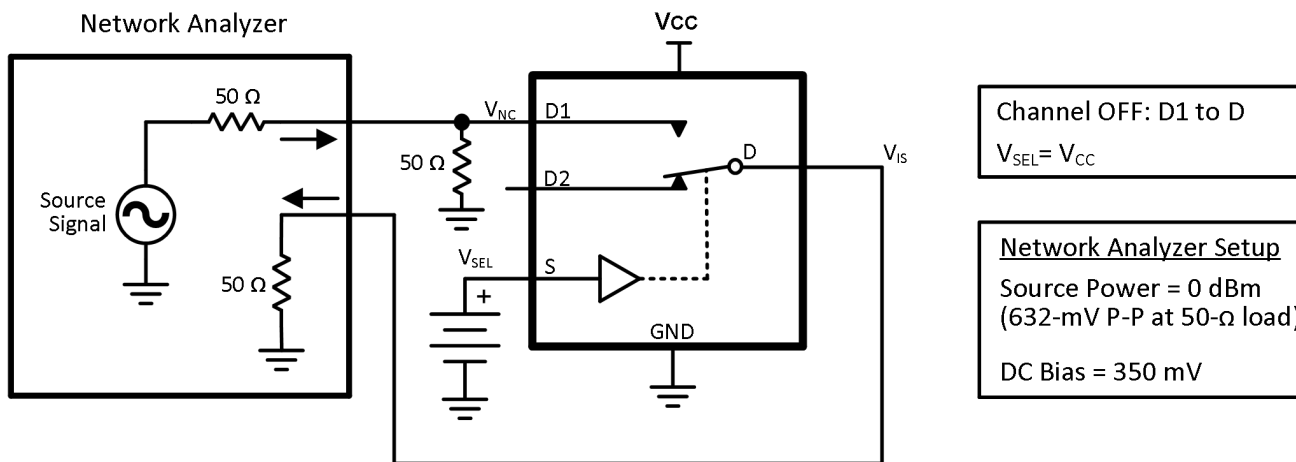 Network Analyzer
50 Ω
Source
Signal
50 Ω
50 Ω
V_NC
D1
D2
V_SEL
S
+
Vcc
D
GND
V_IS
Channel OFF: D1 to D
V_SEL= V_CC
Network Analyzer Setup
Source Power = 0 dBm
(632-mV P-P at 50-Ω load)
DC Bias = 350 mV